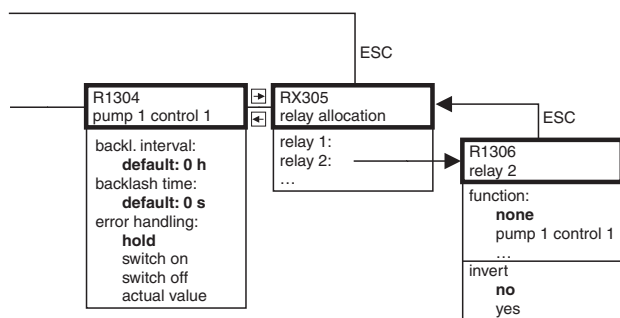 ESC
R1304
pump 1 control 1
backl. interval:
default: 0 h
backlash time:
default: 0 s
error handling:
hold
switch on
switch off
actual value
RX305
relay allocation
relay 1:
relay 2:
...
ESC
R1306
relay 2
function:
none
pump 1 control 1
...
invert
no
yes